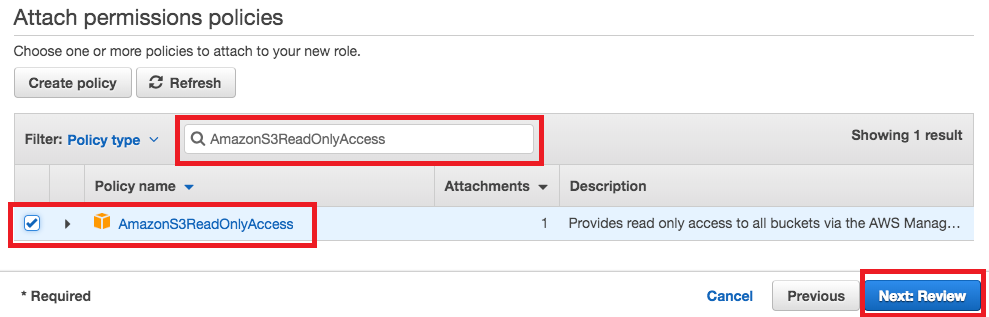 Attach permissions policies
Choose one or more policies to attach to your new role.
Create policy Refresh
Filter: Policy type AmazonS3ReadOnlyAccess Showing 1 result
Policy name Attachments Description
AmazonS3ReadOnlyAccess 1 Provides read only access to all buckets via the AWS Manag…
* Required Cancel Previous Next: Review